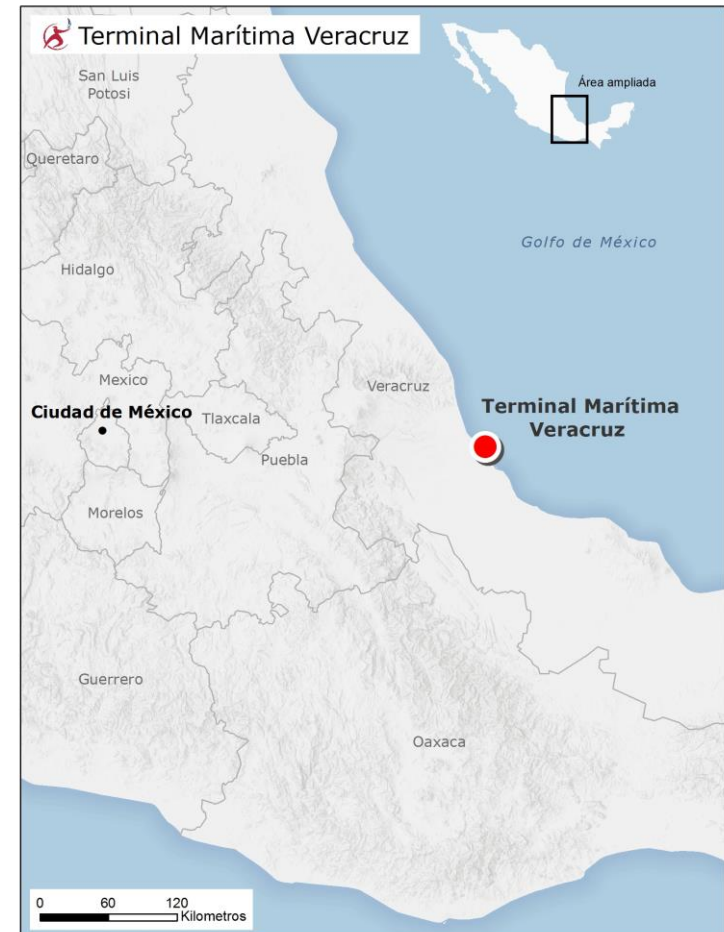 Terminal Marítima Veracruz
San Luis
Potosi
Área ampliada
Queretaro
Golfo de México
Hidalgo
Mexico
Veracruz
Ciudad de México
Tlaxcala
Terminal Marítima
Veracruz
Puebla
Morelos
Guerrero
Oaxaca
0 60 120
Kilometros